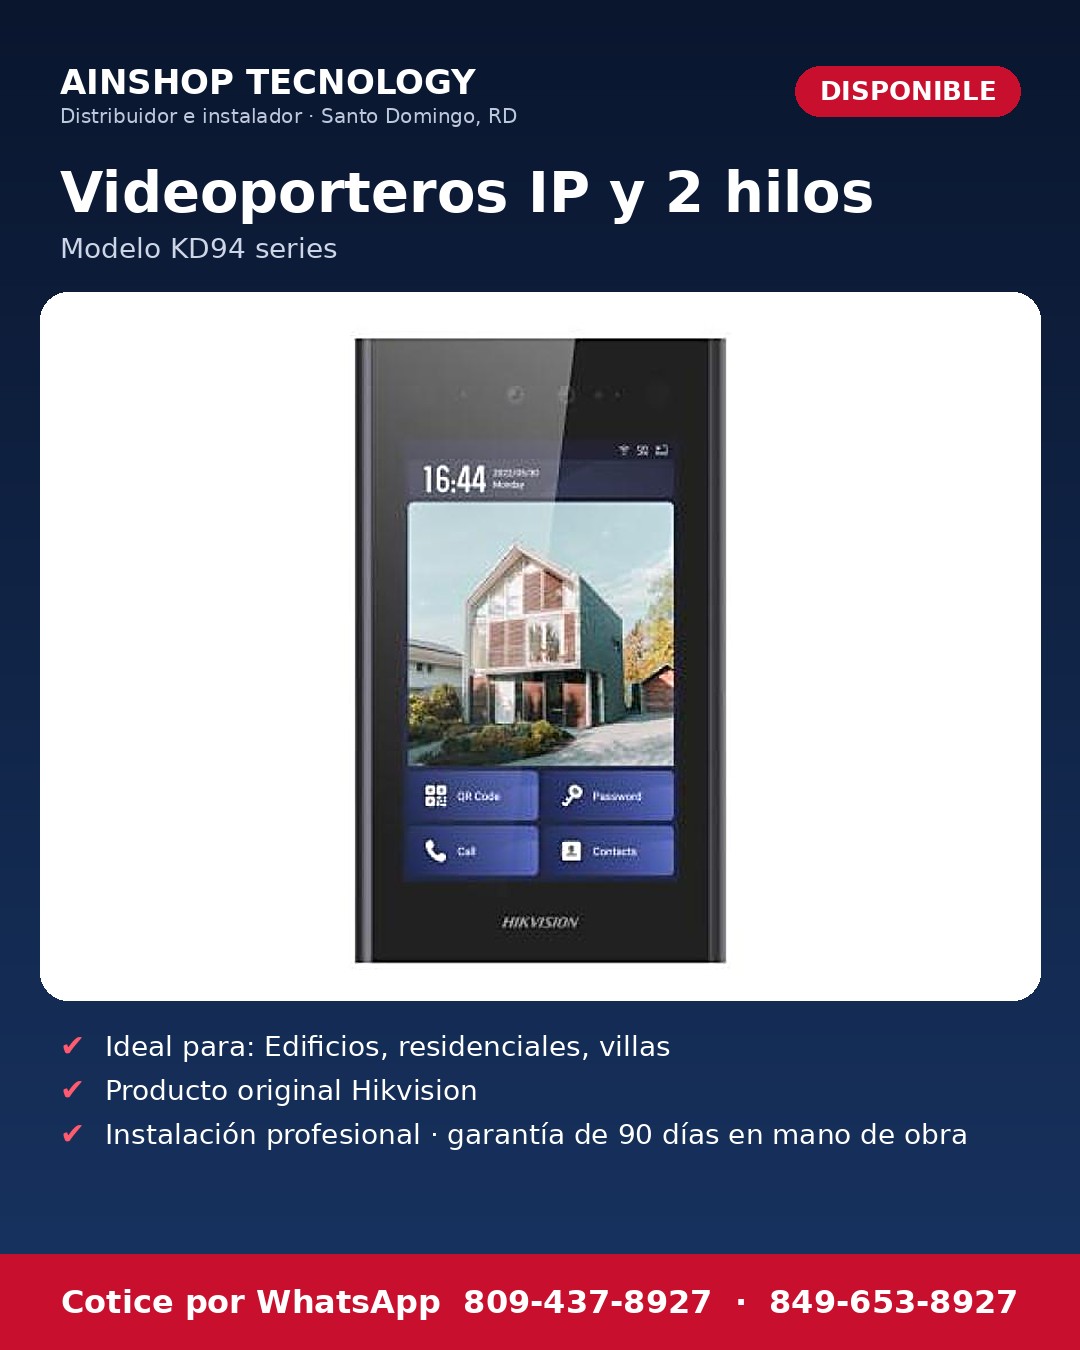 AINSHOP TECNOLOGY
DISPONIBLE
Distribuidor e instalador · Santo Domingo, RD
Videoporteros IP y 2 hilos
Modelo KD94 series
16:44
Monday
QR Code
Password
Call
Contacts
HIKVISION
✔ Ideal para: Edificios, residenciales, villas
✔ Producto original Hikvision
✔ Instalación profesional · garantía de 90 días en mano de obra
Cotice por WhatsApp 809-437-8927 · 849-653-8927